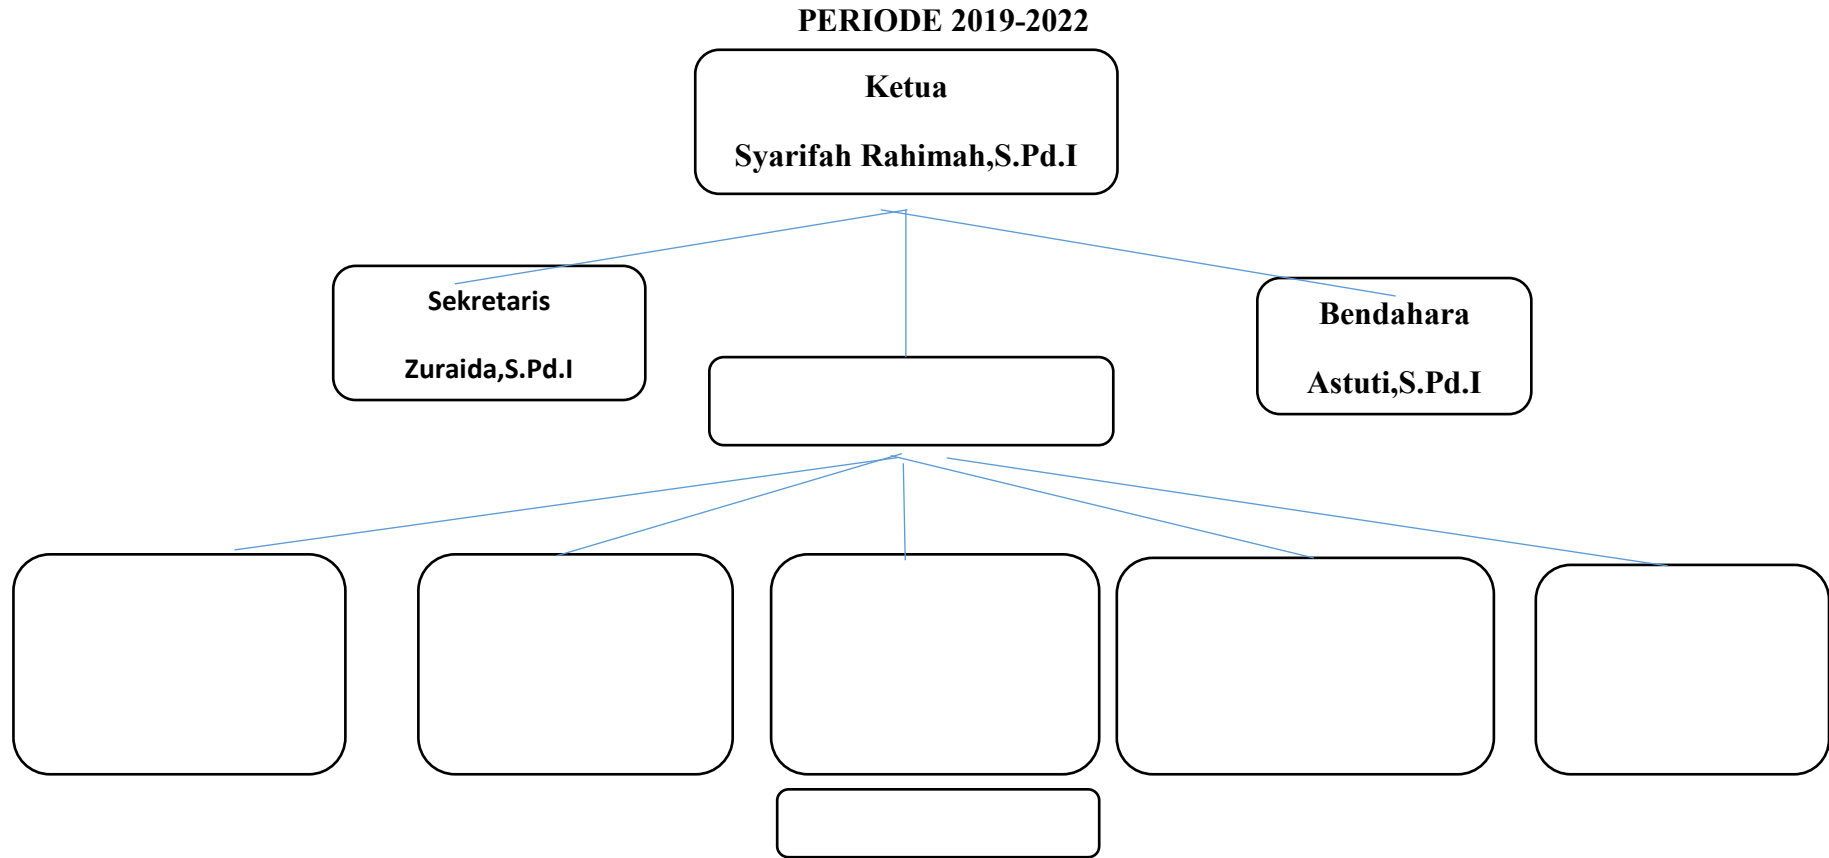 PERIODE 2019-2022
Ketua
Syarifah Rahimah,S.Pd.I
Sekretaris
Zuraida,S.Pd.I
Bendahara
Astuti,S.Pd.I